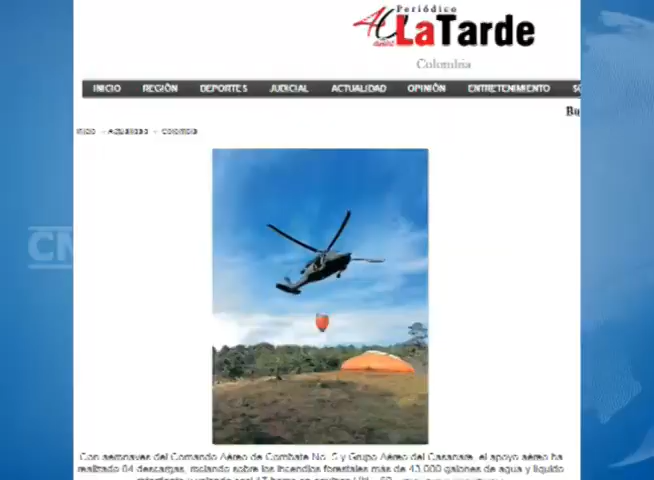 Periódico
40 LaTarde
Colombia
INICIO REGIÓN DEPORTES JUDICIAL ACTUALIDAD OPINIÓN ENTRETENIMIENTO
Inicio - Actualidad - Colombia
Con aeronaves del Comando Aéreo de Combate No. 5 y Grupo Aéreo del Casanare, el apoyo aéreo ha
realizado 84 descargas, rociando sobre los incendios forestales más de 43.000 galones de agua y líquido